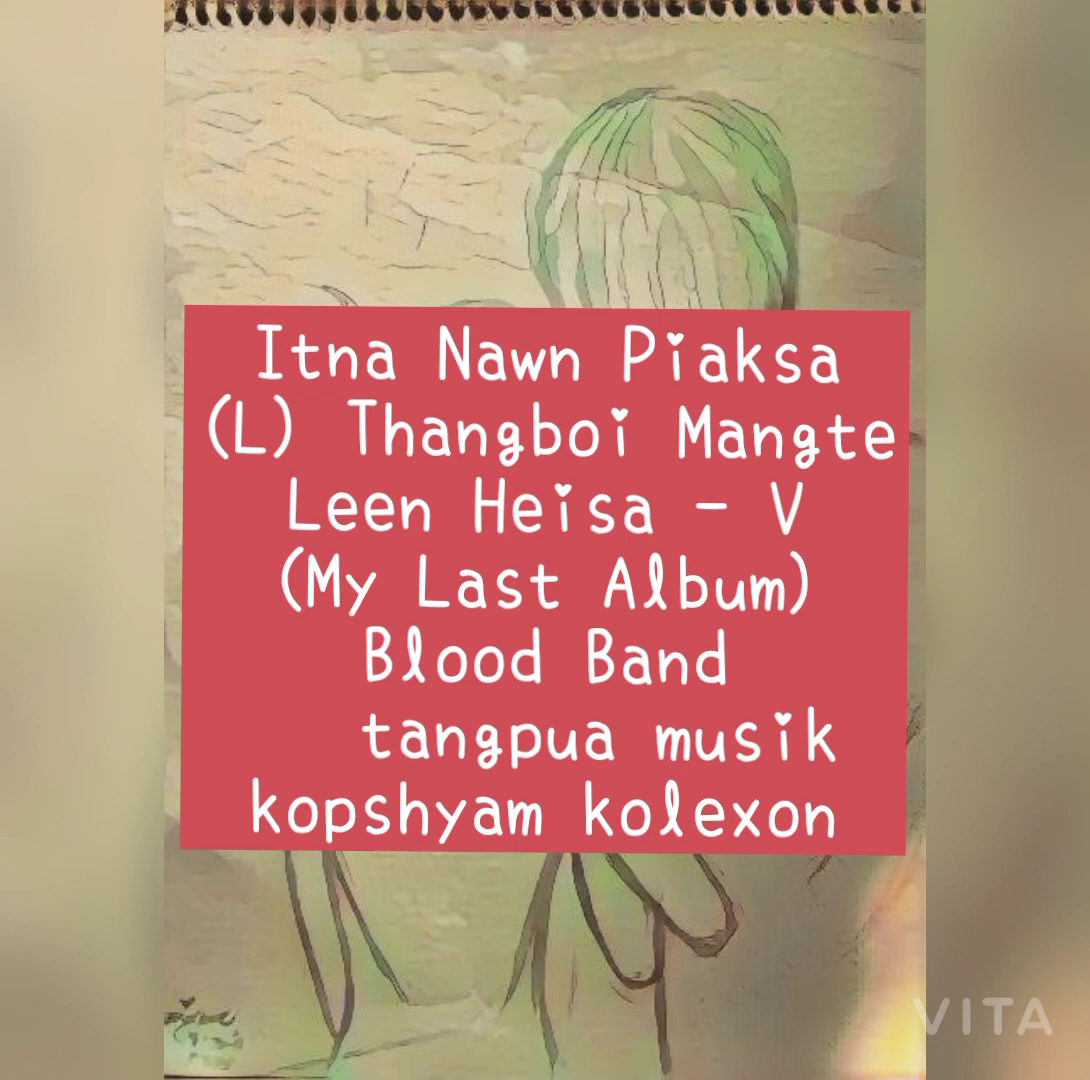 Itna Nawn Piaksa
(L) Thangboi Mangte
Leen Heisa - V
(My Last Album)
Blood Band
tangpua musik
kopshyam kolexon
VITA